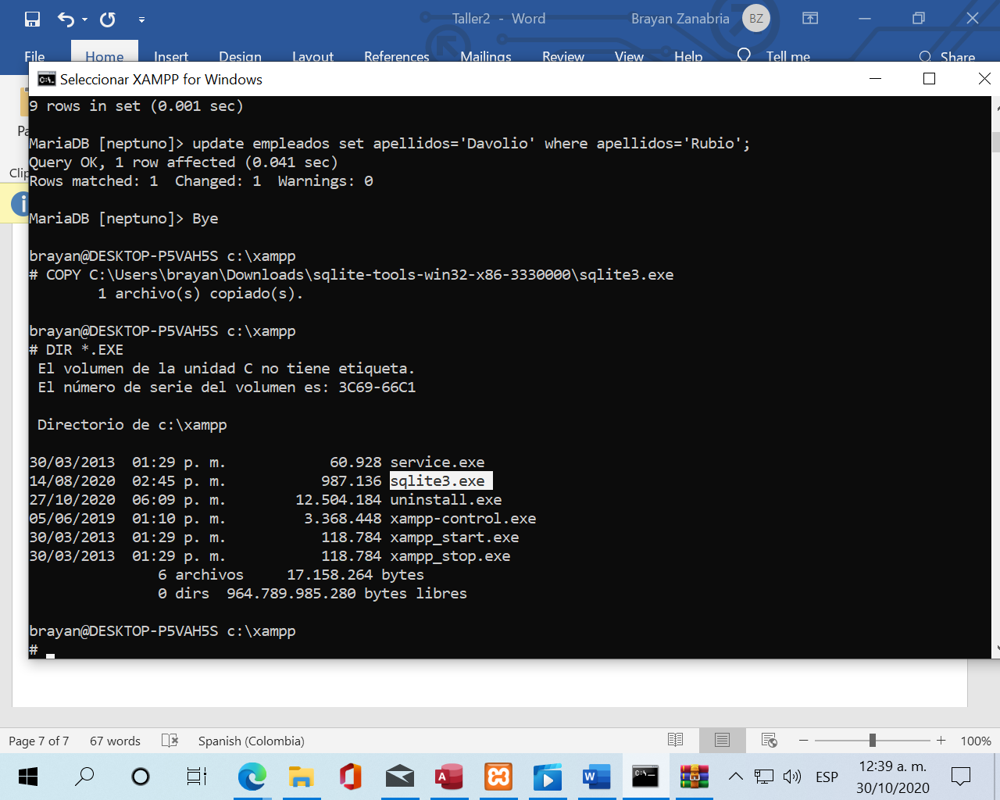 Taller2 - Word
Brayan Zanabria
BZ
File
Home
Insert
Design
Layout
References
Mailings
Review
View
Help
Tell me
Share
Pa
Clip
Seleccionar XAMPP for Windows
9 rows in set (0.001 sec)
MariaDB [neptuno]> update empleados set apellidos='Davolio' where apellidos='Rubio';
Query OK, 1 row affected (0.041 sec)
Rows matched: 1  Changed: 1  Warnings: 0
MariaDB [neptuno]> Bye
brayan@DESKTOP-P5VAH5S c:\xampp
# COPY C:\Users\brayan\Downloads\sqlite-tools-win32-x86-3330000\sqlite3.exe
1 archivo(s) copiado(s).
brayan@DESKTOP-P5VAH5S c:\xampp
# DIR *.EXE
El volumen de la unidad C no tiene etiqueta.
El número de serie del volumen es: 3C69-66C1
Directorio de c:\xampp
30/03/2013  01:29 p. m.            60.928 service.exe
14/08/2020  02:45 p. m.           987.136 sqlite3.exe
27/10/2020  06:09 p. m.        12.504.184 uninstall.exe
05/06/2019  01:10 p. m.         3.368.448 xampp-control.exe
30/03/2013  01:29 p. m.           118.784 xampp_start.exe
30/03/2013  01:29 p. m.           118.784 xampp_stop.exe
6 archivos     17.158.264 bytes
0 dirs  964.789.985.280 bytes libres
brayan@DESKTOP-P5VAH5S c:\xampp
#
Page 7 of 7
67 words
Spanish (Colombia)
100%
ESP
12:39 a. m.
30/10/2020